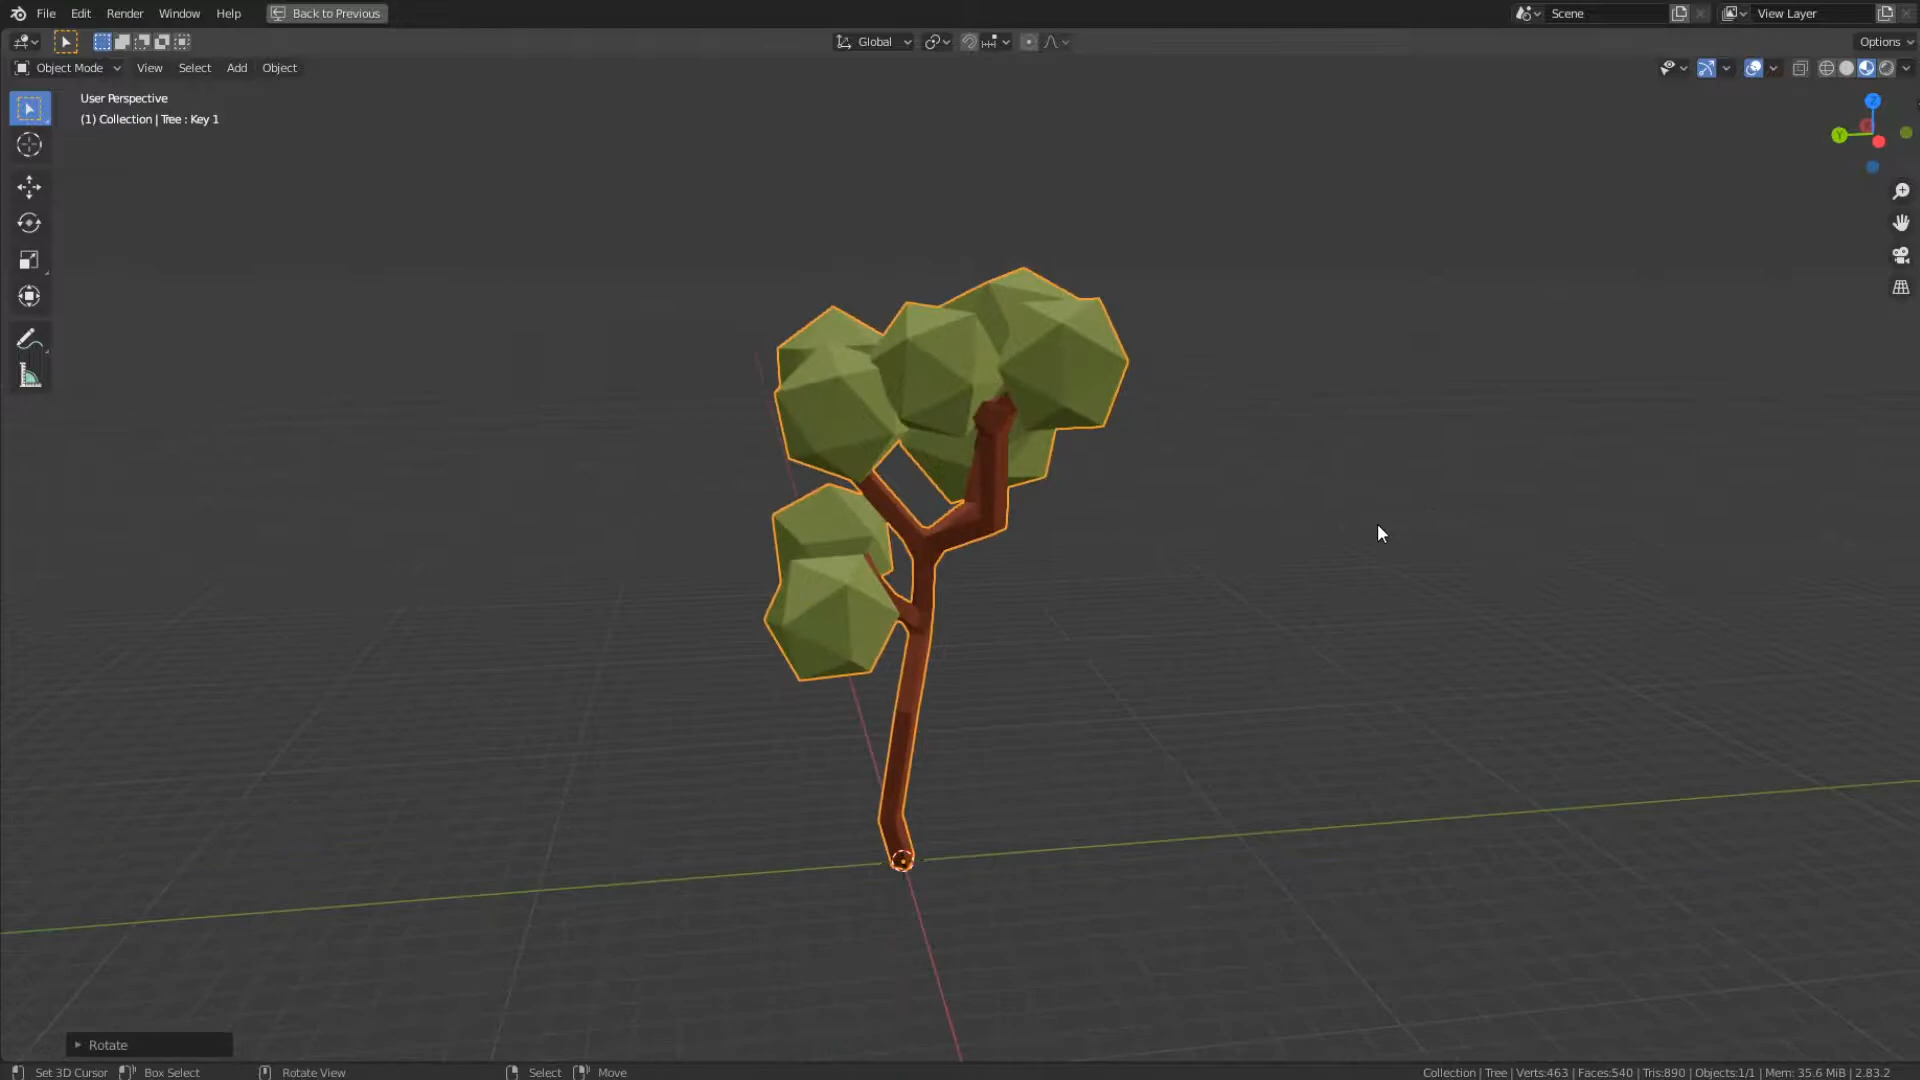 File Edit Render Window Help Back to Previous Scene View Layer
Global Options
Object Mode View Select Add Object
User Perspective
(1) Collection | Tree : Key 1
Z
Y
Rotate
Set 3D Cursor Box Select Rotate View Select Move Collection | Tree | Verts:463 | Faces:540 | Tris:890 | Objects:1/1 | Mem: 35.6 MiB | 2.83.2